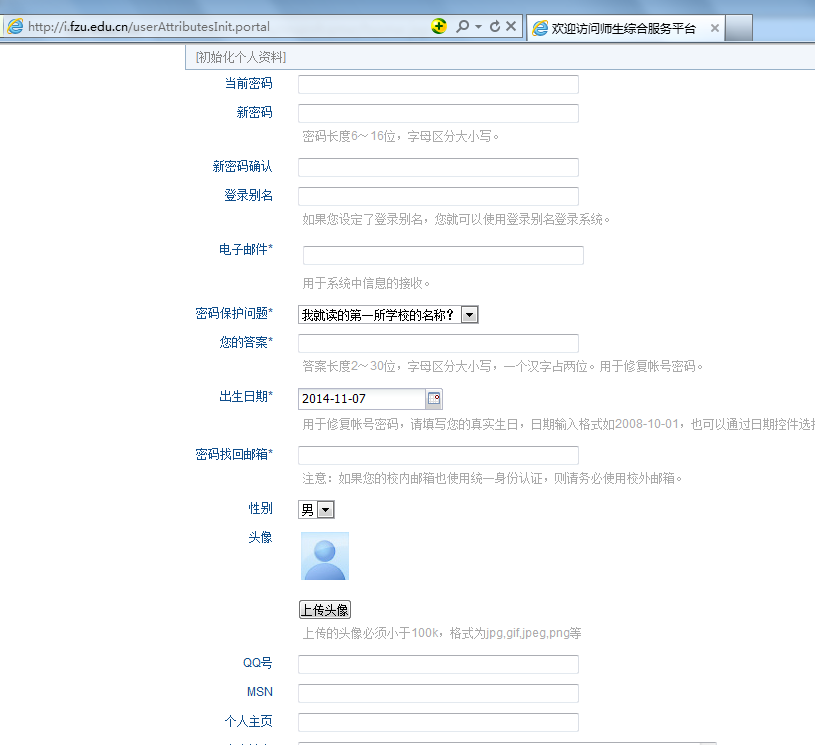 http://i.fzu.edu.cn/userAttributesInit.portal
欢迎访问师生综合服务平台
[初始化个人资料]
当前密码
新密码
密码长度6～16位，字母区分大小写。
新密码确认
登录别名
如果您设定了登录别名，您就可以使用登录别名登录系统。
电子邮件*
用于系统中信息的接收。
密码保护问题* 我就读的第一所学校的名称？
您的答案*
答案长度2～30位，字母区分大小写，一个汉字占两位。用于修复帐号密码。
出生日期* 2014-11-07
用于修复帐号密码，请填写您的真实生日，日期输入格式如2008-10-01，也可以通过日期控件选择
密码找回邮箱*
注意：如果您的校内邮箱也使用统一身份认证，则请务必使用校外邮箱。
性别 男
头像
上传头像
上传的头像必须小于100k，格式为jpg,gif,jpeg,png等
QQ号
MSN
个人主页